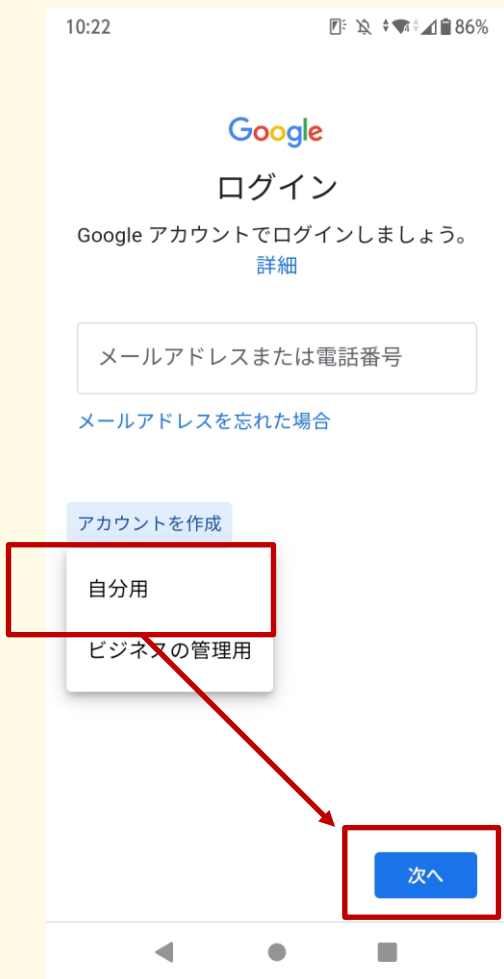 10:22 86%
Google
ログイン
Google アカウントでログインしましょう。
詳細
メールアドレスまたは電話番号
メールアドレスを忘れた場合
アカウントを作成
自分用
ビジネスの管理用
次へ